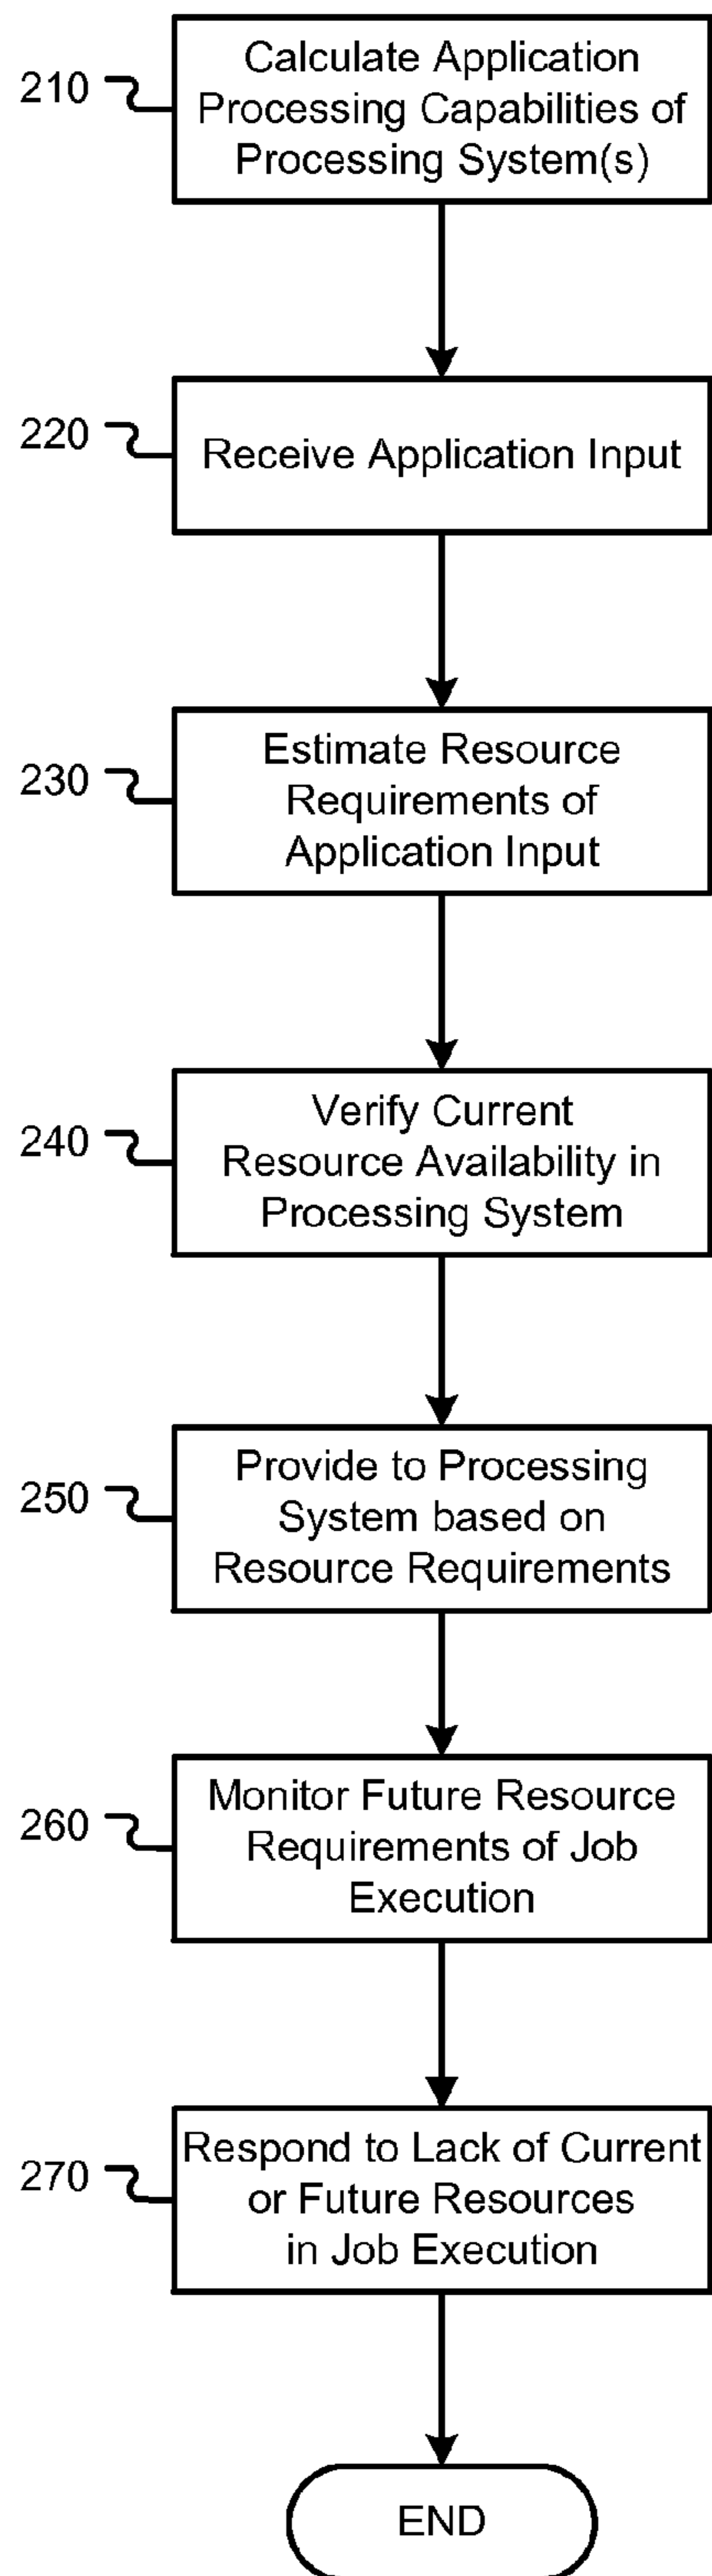 210
Calculate Application
Processing Capabilities of
Processing System(s)
220
Receive Application Input
230
Estimate Resource
Requirements of
Application Input
240
Verify Current
Resource Availability in
Processing System
250
Provide to Processing
System based on
Resource Requirements
260
Monitor Future Resource
Requirements of Job
Execution
270
Respond to Lack of Current
or Future Resources
in Job Execution
END